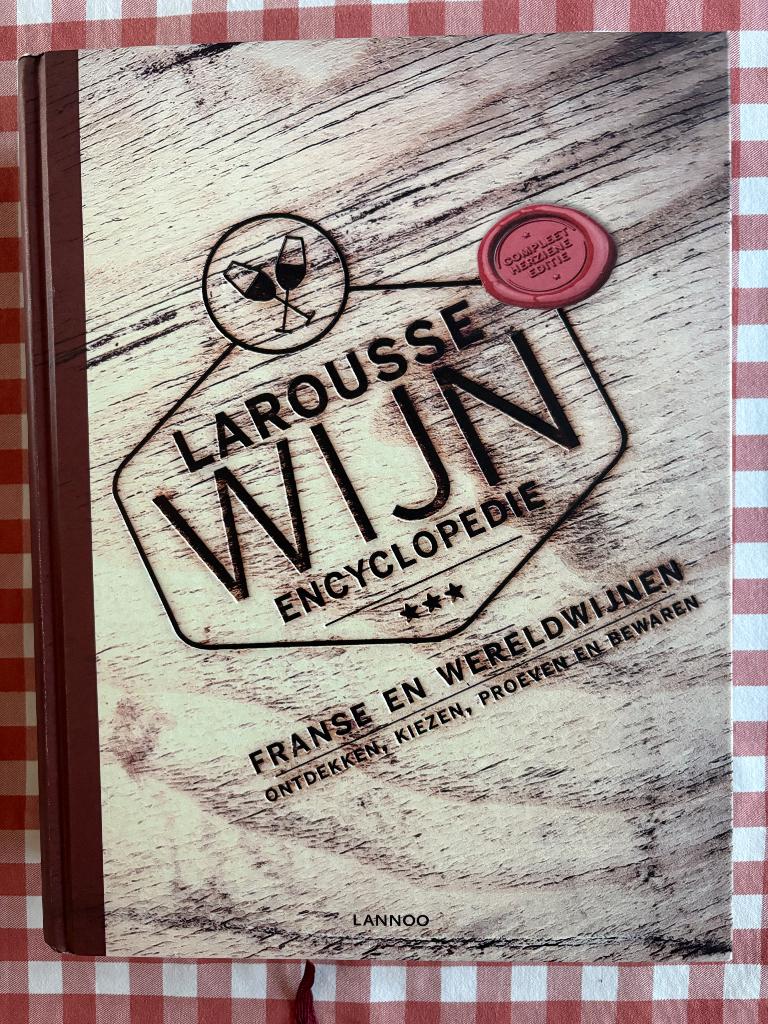 COMPLEET
HERZIENE
EDITIE
LAROUSSE
WIJN
ENCYCLOPEDIE
FRANSE EN WERELDWIJNEN
ONTDEKKEN, KIEZEN, PROEVEN EN BEWAREN
LANNOO